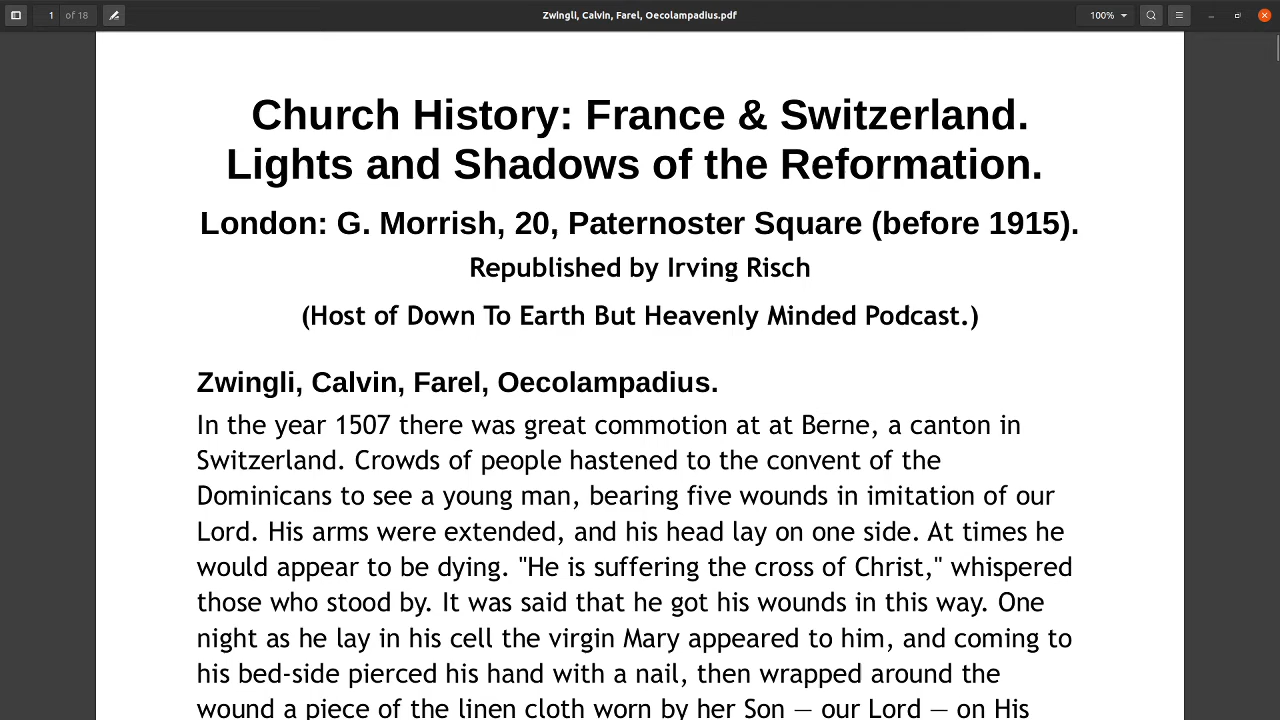 1 of 18
Zwingli, Calvin, Farel, Oecolampadius.pdf
100%
Church History: France & Switzerland.
Lights and Shadows of the Reformation.
London: G. Morrish, 20, Paternoster Square (before 1915).
Republished by Irving Risch
(Host of Down To Earth But Heavenly Minded Podcast.)
Zwingli, Calvin, Farel, Oecolampadius.
In the year 1507 there was great commotion at at Berne, a canton in
Switzerland. Crowds of people hastened to the convent of the
Dominicans to see a young man, bearing five wounds in imitation of our
Lord. His arms were extended, and his head lay on one side. At times he
would appear to be dying. "He is suffering the cross of Christ," whispered
those who stood by. It was said that he got his wounds in this way. One
night as he lay in his cell the virgin Mary appeared to him, and coming to
his bed-side pierced his hand with a nail, then wrapped around the
wound a piece of the linen cloth worn by her Son — our Lord — on His